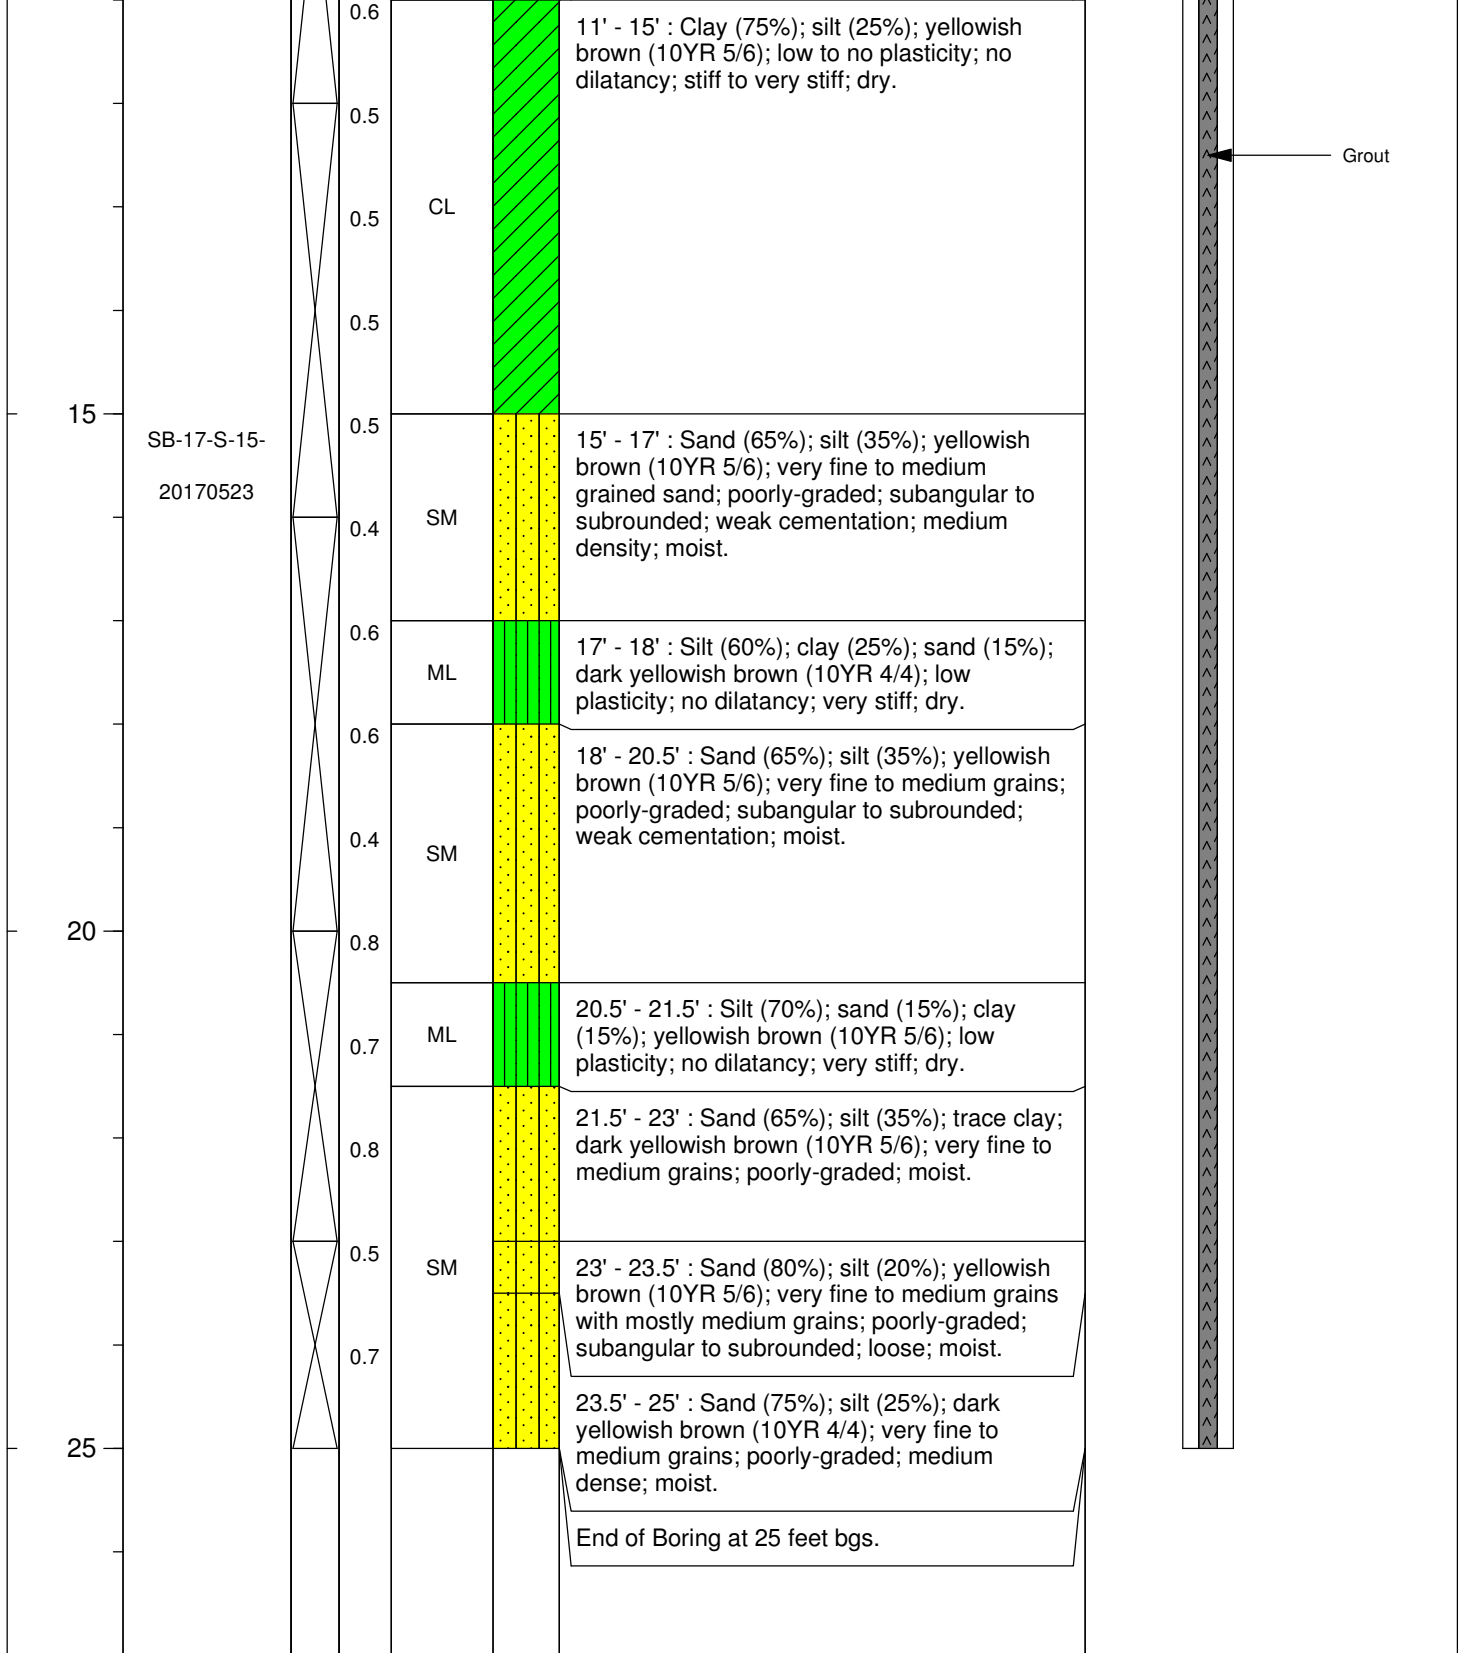 0.6
11' - 15' : Clay (75%); silt (25%); yellowish
brown (10YR 5/6); low to no plasticity; no
dilatancy; stiff to very stiff; dry.
0.5
Grout
CL
0.5
0.5
15
0.5
SB-17-S-15-
20170523
15' - 17' : Sand (65%); silt (35%); yellowish
brown (10YR 5/6); very fine to medium
grained sand; poorly-graded; subangular to
subrounded; weak cementation; medium
density; moist.
SM
0.4
0.6
17' - 18' : Silt (60%); clay (25%); sand (15%);
dark yellowish brown (10YR 4/4); low
plasticity; no dilatancy; very stiff; dry.
ML
0.6
18' - 20.5' : Sand (65%); silt (35%); yellowish
brown (10YR 5/6); very fine to medium grains;
poorly-graded; subangular to subrounded;
weak cementation; moist.
0.4
SM
20
0.8
20.5' - 21.5' : Silt (70%); sand (15%); clay
(15%); yellowish brown (10YR 5/6); low
plasticity; no dilatancy; very stiff; dry.
ML
0.7
21.5' - 23' : Sand (65%); silt (35%); trace clay;
dark yellowish brown (10YR 5/6); very fine to
medium grains; poorly-graded; moist.
0.8
0.5
SM
23' - 23.5' : Sand (80%); silt (20%); yellowish
brown (10YR 5/6); very fine to medium grains
with mostly medium grains; poorly-graded;
subangular to subrounded; loose; moist.
0.7
23.5' - 25' : Sand (75%); silt (25%); dark
yellowish brown (10YR 4/4); very fine to
medium grains; poorly-graded; medium
dense; moist.
25
End of Boring at 25 feet bgs.